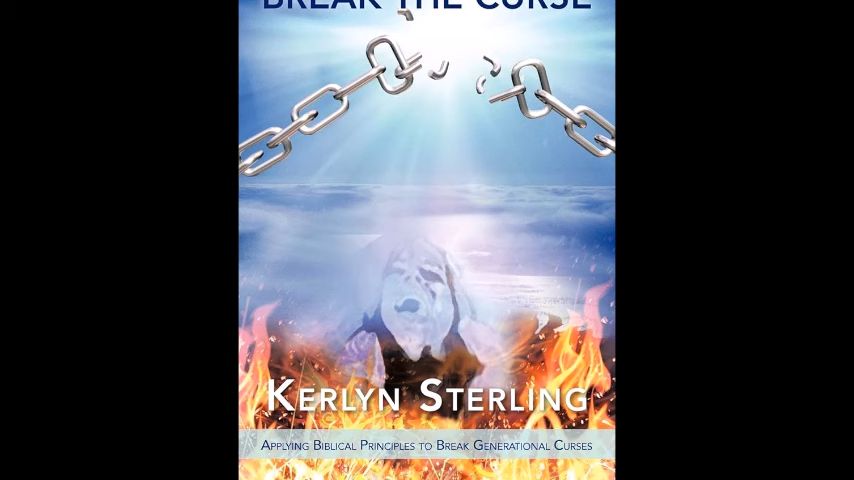 BREAK THE CURSE
KERLYN STERLING
APPLYING BIBLICAL PRINCIPLES TO BREAK GENERATIONAL CURSES